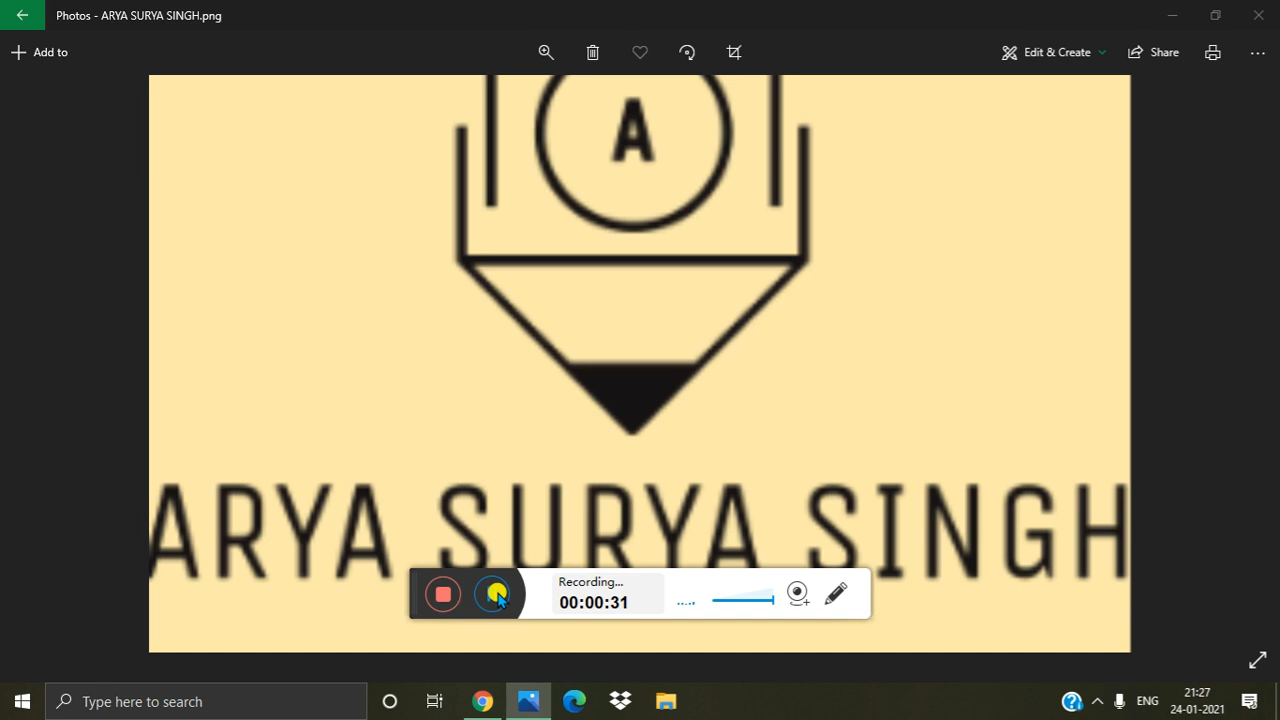 Photos - ARYA SURYA SINGH.png
Add to
Edit & Create
Share
A
ARYA SURYA SINGH
Recording...
00:00:31
Type here to search
ENG
21:27
24-01-2021